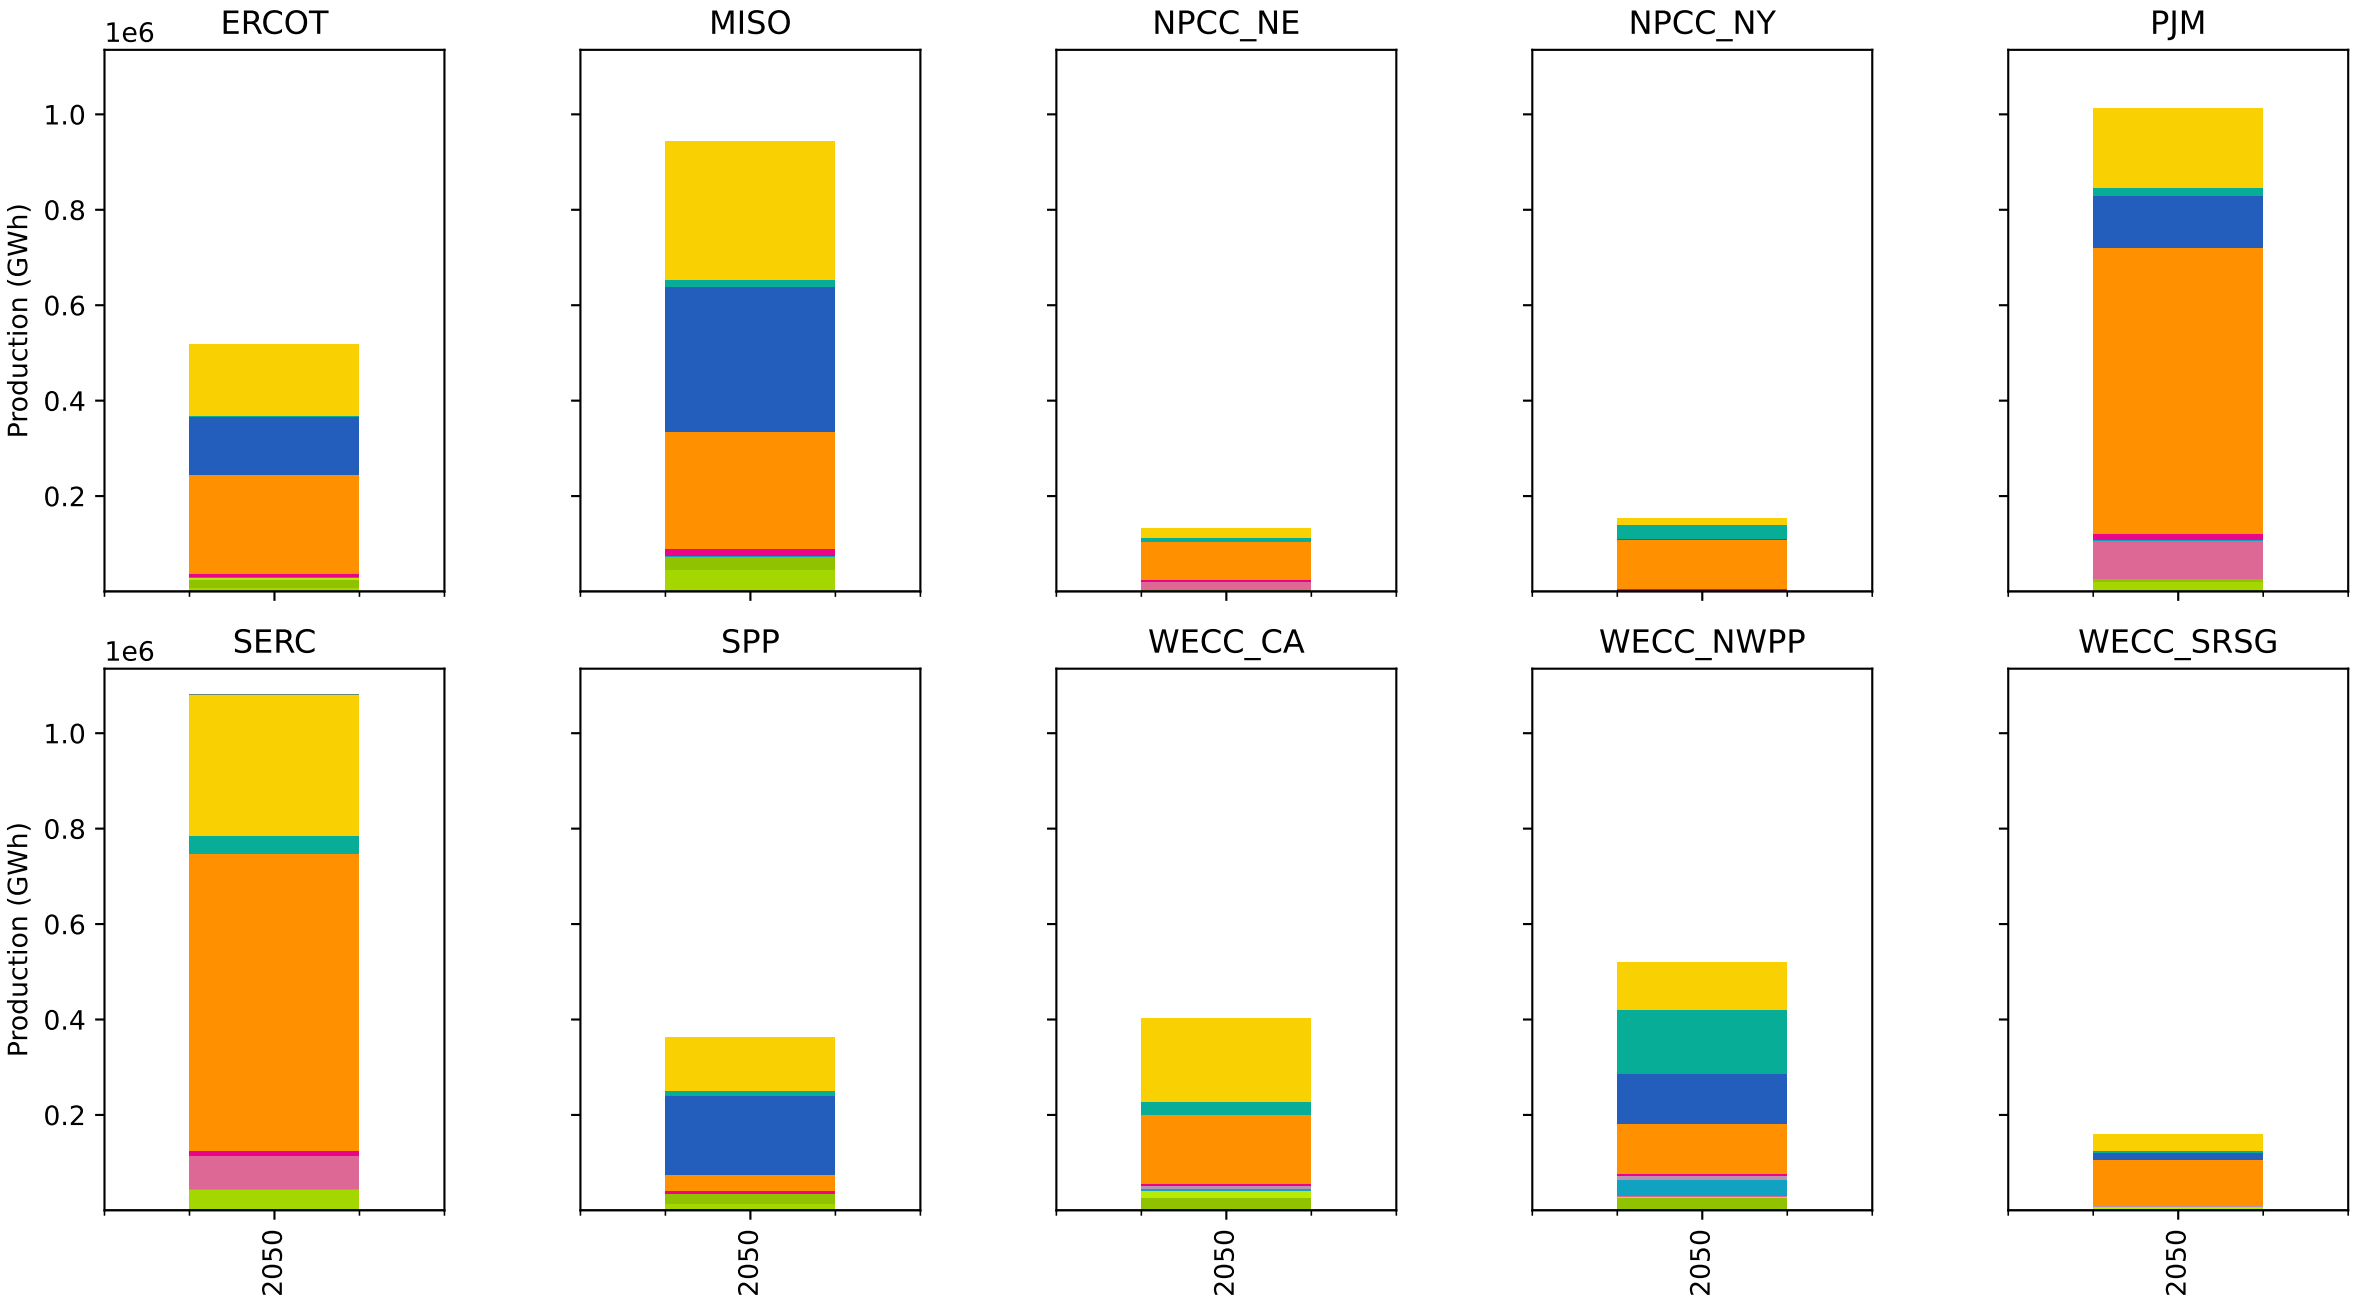 ERCOT
MISO
NPCC_NE
NPCC_NY
PJM
1e6
1.0
0.8
0.6
0.4
0.2
Production (GWh)
SERC
SPP
WECC_CA
WECC_NWPP
WECC_SRSG
1e6
1.0
0.8
0.6
0.4
0.2
Production (GWh)
2050
2050
2050
2050
2050